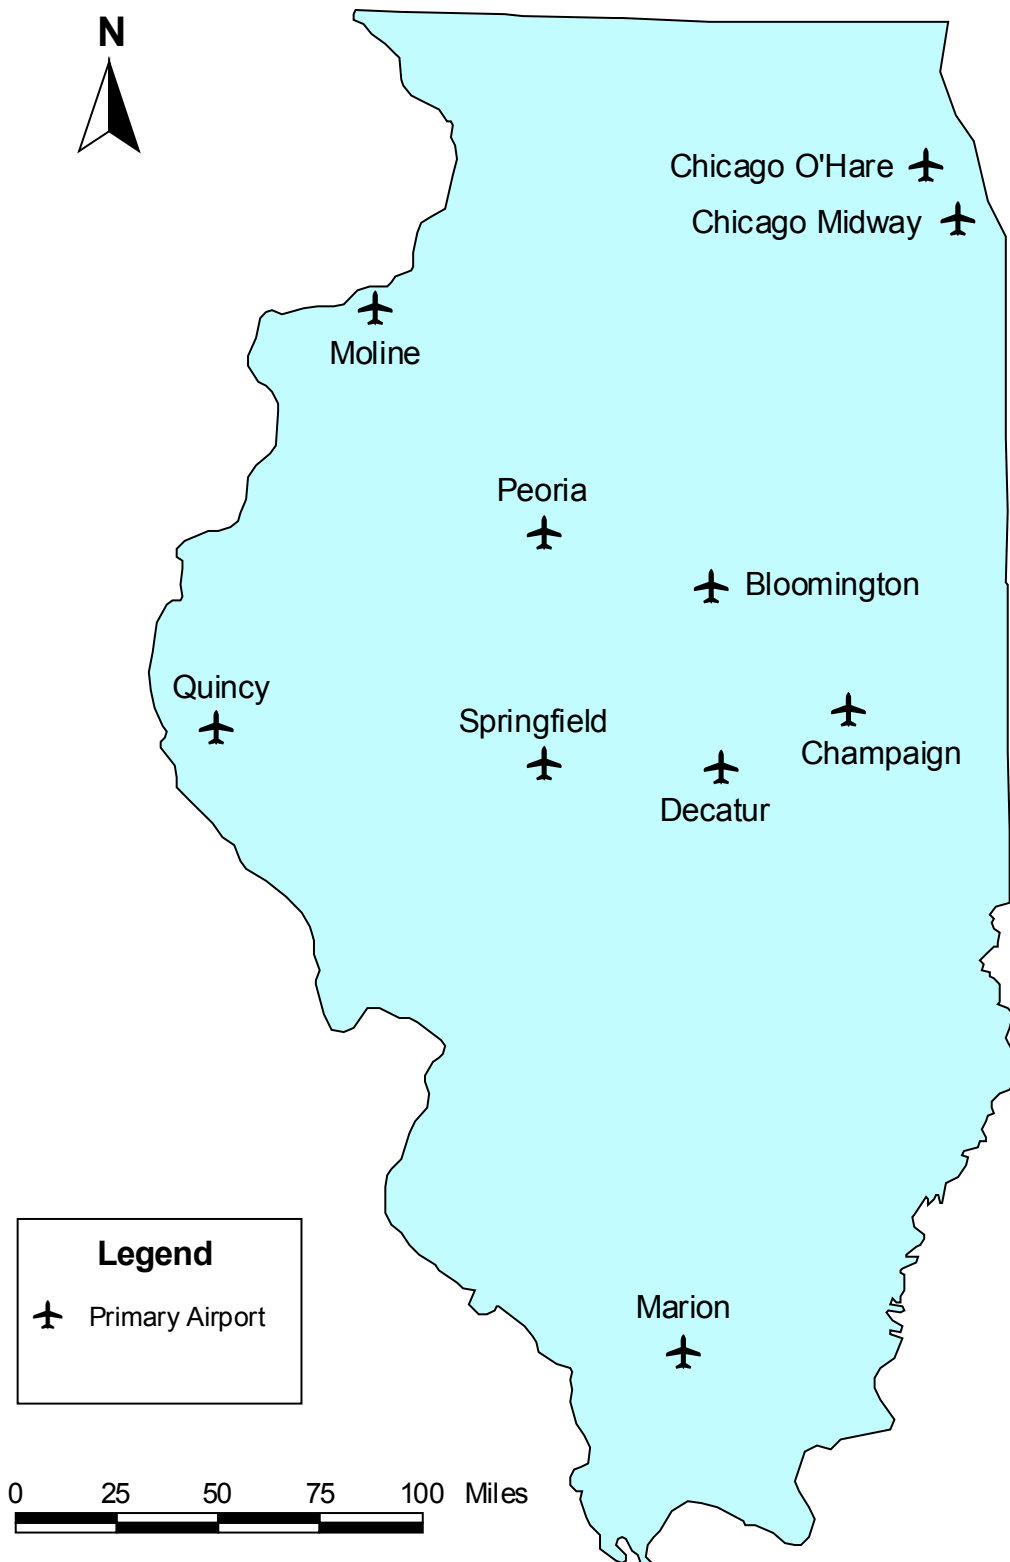 N
Chicago O'Hare
Chicago Midway
Moline
Peoria
Bloomington
Quincy
Springfield
Champaign
Decatur
Legend
Primary Airport
Marion
0 25 50 75 100 Miles